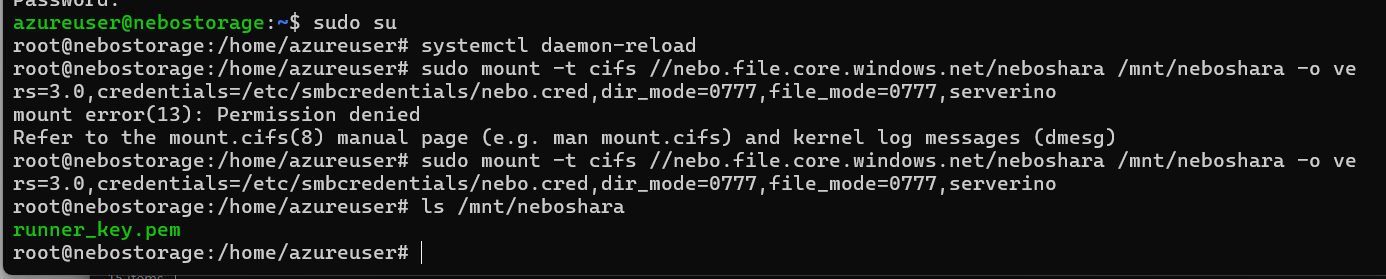 Password:
azureuser@nebostorage:~$ sudo su
root@nebostorage:/home/azureuser# systemctl daemon-reload
root@nebostorage:/home/azureuser# sudo mount -t cifs //nebo.file.core.windows.net/neboshara /mnt/neboshara -o ve
rs=3.0,credentials=/etc/smbcredentials/nebo.cred,dir_mode=0777,file_mode=0777,serverino
mount error(13): Permission denied
Refer to the mount.cifs(8) manual page (e.g. man mount.cifs) and kernel log messages (dmesg)
root@nebostorage:/home/azureuser# sudo mount -t cifs //nebo.file.core.windows.net/neboshara /mnt/neboshara -o ve
rs=3.0,credentials=/etc/smbcredentials/nebo.cred,dir_mode=0777,file_mode=0777,serverino
root@nebostorage:/home/azureuser# ls /mnt/neboshara
runner_key.pem
root@nebostorage:/home/azureuser#